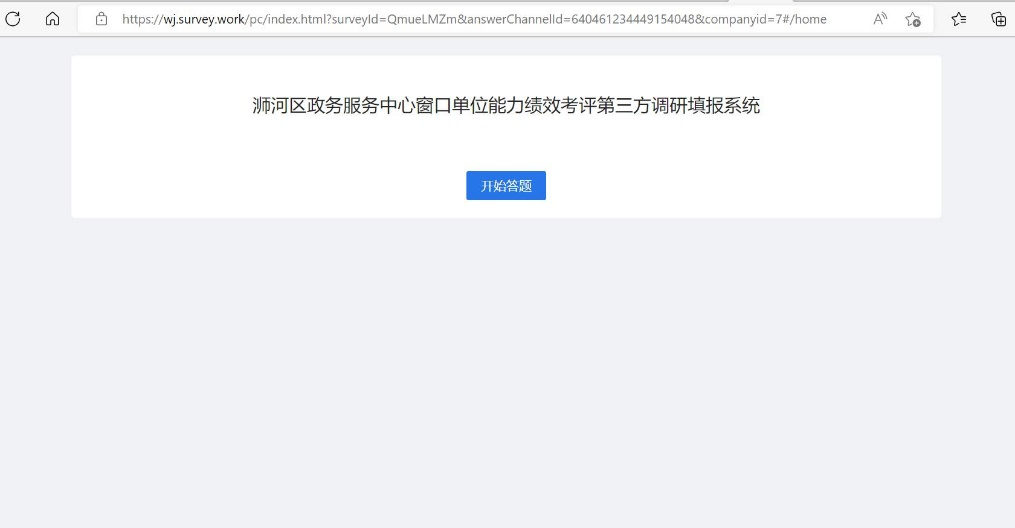 https://wj.survey.work/pc/index.html?surveyId=QmueLMZm&answerChannelId=640461234449154048&companyid=7#/home
浉河区政务服务中心窗口单位能力绩效考评第三方调研填报系统
开始答题